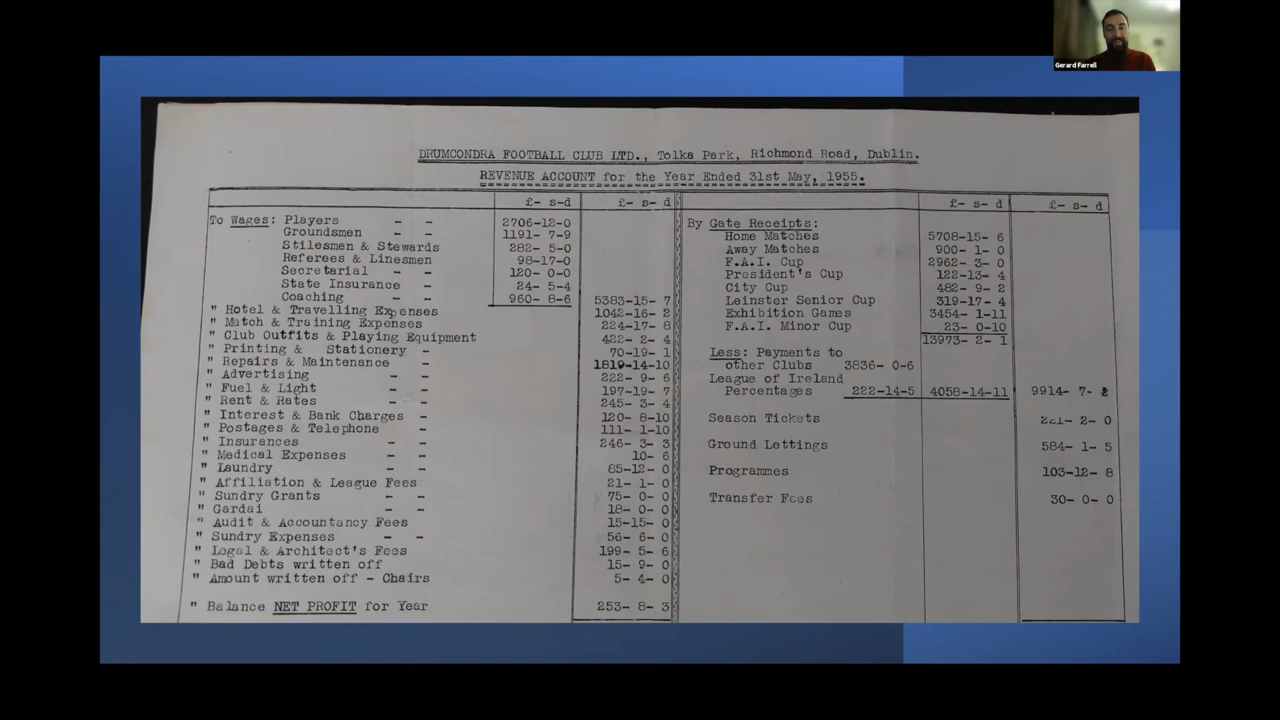 Gerard Farrell
DRUMCONDRA FOOTBALL CLUB LTD., Tolka Park, Richmond Road, Dublin.
REVENUE ACCOUNT for the Year Ended 31st May, 1955.
£- s-d £- s- d £- s- d £- s- d
To Wages: Players - - 2706-12-0
Groundsmen - - 1191- 7-9
Stilesmen & Stewards 282- 5-0
Referees & Linesmen 98-17-0
Secretarial - - 120- 0-0
State Insurance - 24- 5-4
Coaching - - 960- 8-6 5383-15- 7
" Hotel & Travelling Expenses 1042-16- 2
" Match & Training Expenses 224-17- 8
" Club Outfits & Playing Equipment 422- 2- 4
" Printing & Stationery - 70-19- 1
" Repairs & Maintenance - 1819-14-10
" Advertising - - 222- 9- 6
" Fuel & Light - - 197-19- 7
" Rent & Rates - - 245- 3- 4
" Interest & Bank Charges - 120- 8-10
" Postages & Telephone - 111- 1-10
" Insurances - - 246- 3- 3
" Medical Expenses - - 10- 6
" Laundry - - 85-12- 0
" Affiliation & League Fees 21- 1- 0
" Sundry Grants - - 75- 0- 0
" Gardai - - 18- 0- 0
" Audit & Accountancy Fees 15-15- 0
" Sundry Expenses - - 56- 6- 0
" Legal & Architect's Fees 199- 5- 6
" Bad Debts written off 15- 9- 0
" Amount written off - Chairs 5- 4- 0
" Balance NET PROFIT for Year 253- 8- 3
By Gate Receipts:
Home Matches 5708-15- 6
Away Matches 900- 1- 0
F.A.I. Cup 2962- 3- 0
President's Cup 122-13- 4
City Cup 482- 9- 2
Leinster Senior Cup 319-17- 4
Exhibition Games 3454- 1-11
F.A.I. Minor Cup 23- 0-10
13973- 2- 1
Less: Payments to
other Clubs 3836- 0-6
League of Ireland
Percentages 222-14-5 4058-14-11 9914- 7-
Season Tickets 221- 2- 0
Ground Lettings 584- 1- 5
Programmes 103-12- 8
Transfer Fees 30- 0- 0